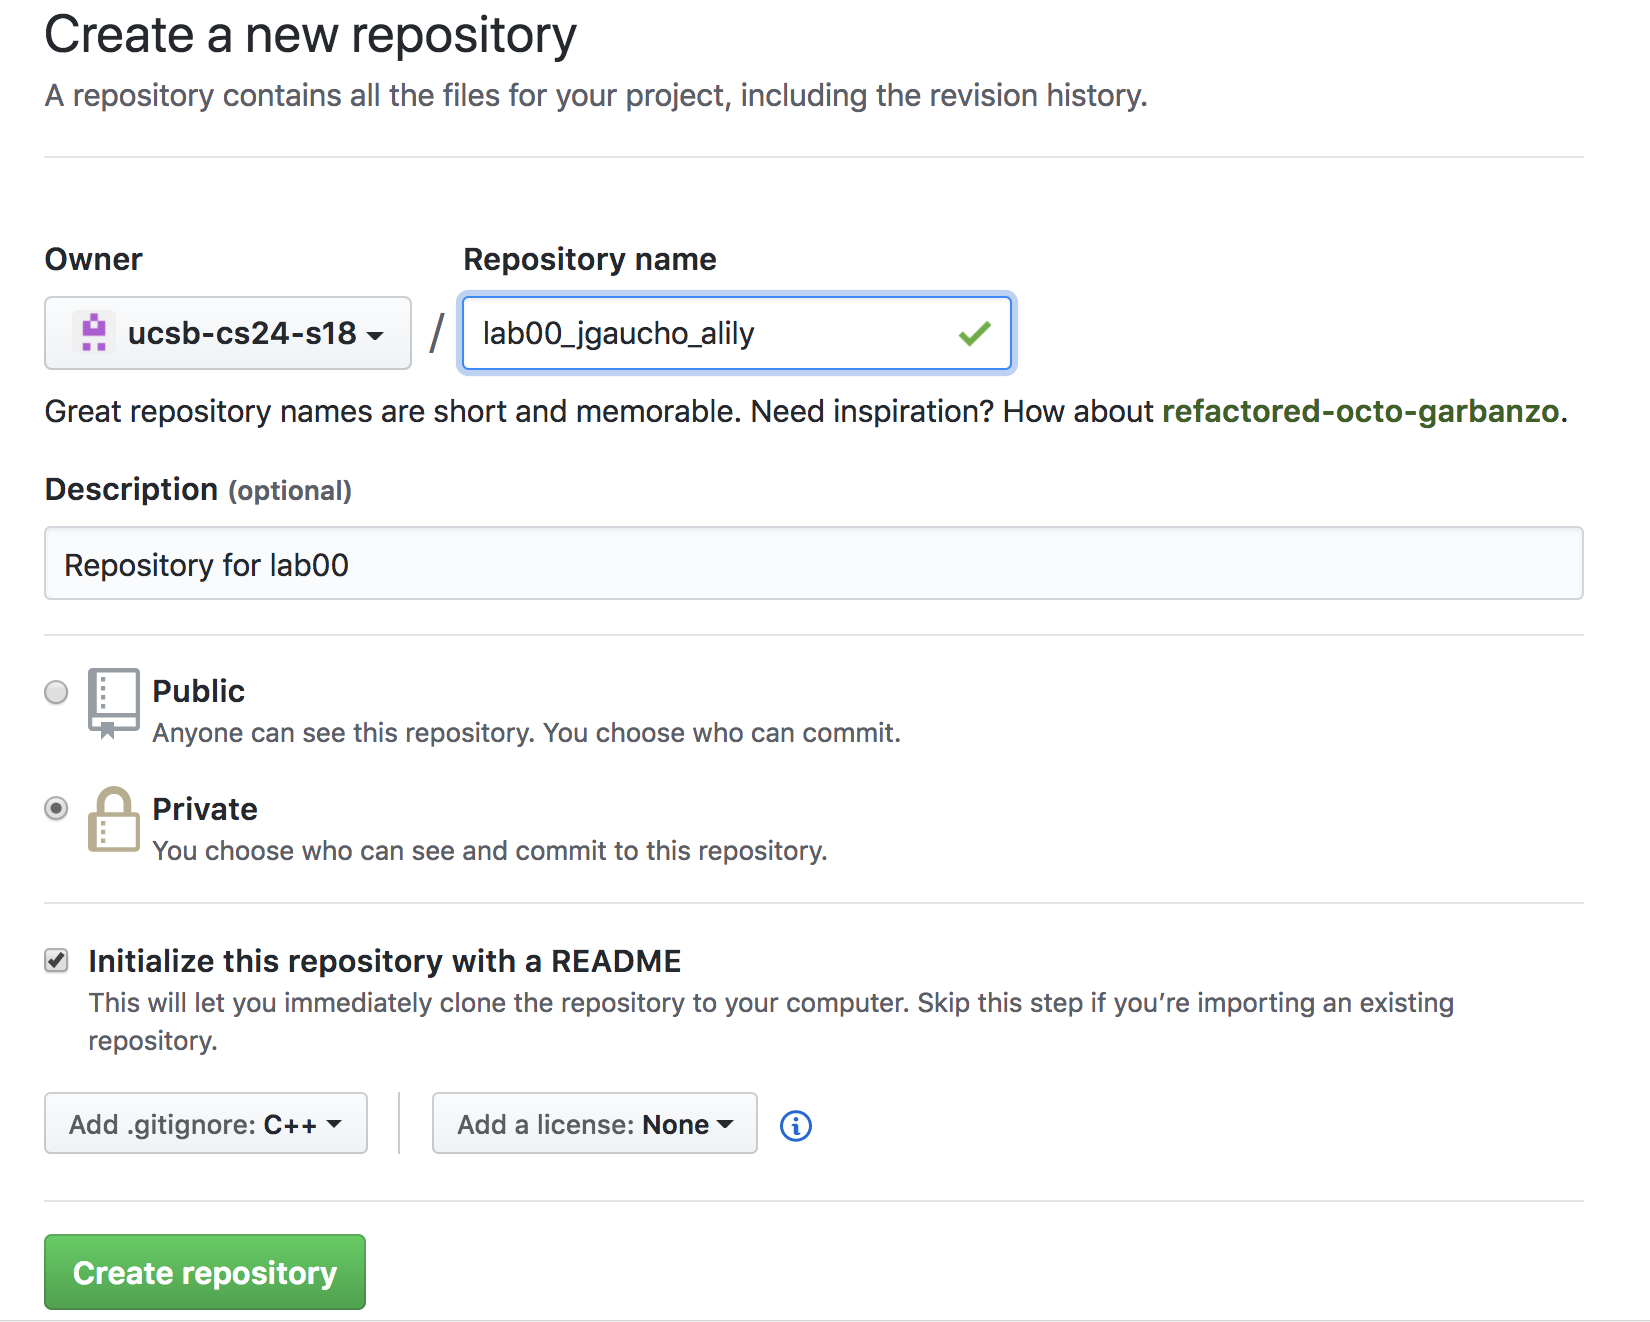 Create a new repository
A repository contains all the files for your project, including the revision history.
Owner
Repository name
ucsb-cs24-s18
/
lab00_jgaucho_alily
Great repository names are short and memorable. Need inspiration? How about refactored-octo-garbanzo.
Description (optional)
Repository for lab00
Public
Anyone can see this repository. You choose who can commit.
Private
You choose who can see and commit to this repository.
Initialize this repository with a README
This will let you immediately clone the repository to your computer. Skip this step if you’re importing an existing
repository.
Add .gitignore: C++
Add a license: None
Create repository